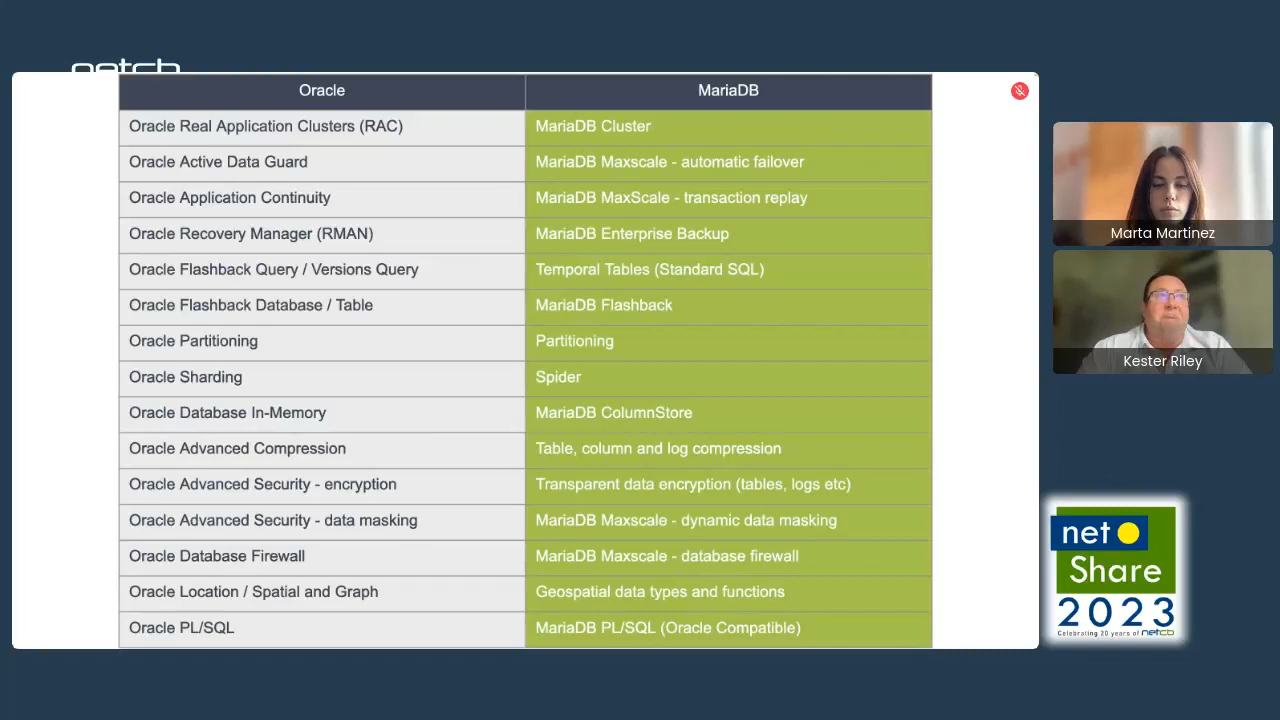 netcb
Oracle MariaDB
Oracle Real Application Clusters (RAC) MariaDB Cluster
Oracle Active Data Guard MariaDB Maxscale - automatic failover
Oracle Application Continuity MariaDB MaxScale - transaction replay
Oracle Recovery Manager (RMAN) MariaDB Enterprise Backup
Oracle Flashback Query / Versions Query Temporal Tables (Standard SQL)
Oracle Flashback Database / Table MariaDB Flashback
Oracle Partitioning Partitioning
Oracle Sharding Spider
Oracle Database In-Memory MariaDB ColumnStore
Oracle Advanced Compression Table, column and log compression
Oracle Advanced Security - encryption Transparent data encryption (tables, logs etc)
Oracle Advanced Security - data masking MariaDB Maxscale - dynamic data masking
Oracle Database Firewall MariaDB Maxscale - database firewall
Oracle Location / Spatial and Graph Geospatial data types and functions
Oracle PL/SQL MariaDB PL/SQL (Oracle Compatible)
Marta Martínez
Kester Riley
net
Share
2023
Celebrating 20 years of netcb